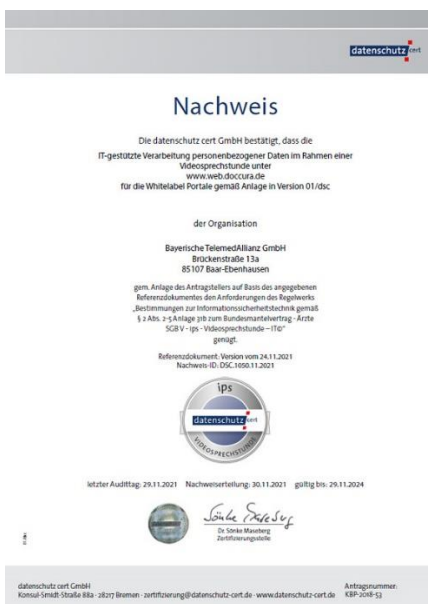 datenschutz cert
Nachweis
Die datenschutz cert GmbH bestätigt, dass die
IT-gestützte Verarbeitung personenbezogener Daten im Rahmen einer
Videosprechstunde unter
www.web.doccura.de
für die Whitelabel Portale gemäß Anlage in Version 01/dsc
der Organisation
Bayerische TelemedAllianz GmbH
Brückenstraße 13a
85107 Baar-Ebenhausen
gem. Anlage des Antragstellers auf Basis des angegebenen
Referenzdokumentes den Anforderungen des Regelwerks
„Bestimmungen zur Informationssicherheitstechnik gemäß
§ 2 Abs. 2-5 Anlage 31b zum Bundesmantelvertrag - Ärzte
SGB V - ips - Videosprechstunde – IT©“
genügt.
Referenzdokument: Version vom 24.11.2021
Nachweis-ID: DSC.1050.11.2021
ips
datenschutz cert
VIDEOSPRECHSTUNDE
letzter Audittag: 29.11.2021 Nachweiserteilung: 30.11.2021 gültig bis: 29.11.2024
Dr. Sönke Maseberg
Zertifizierungsstelle
datenschutz cert GmbH
Konsul-Smidt-Straße 88a · 28217 Bremen · zertifizierung@datenschutz-cert.de · www.datenschutz-cert.de
Antragsnummer:
KBP-2018-53